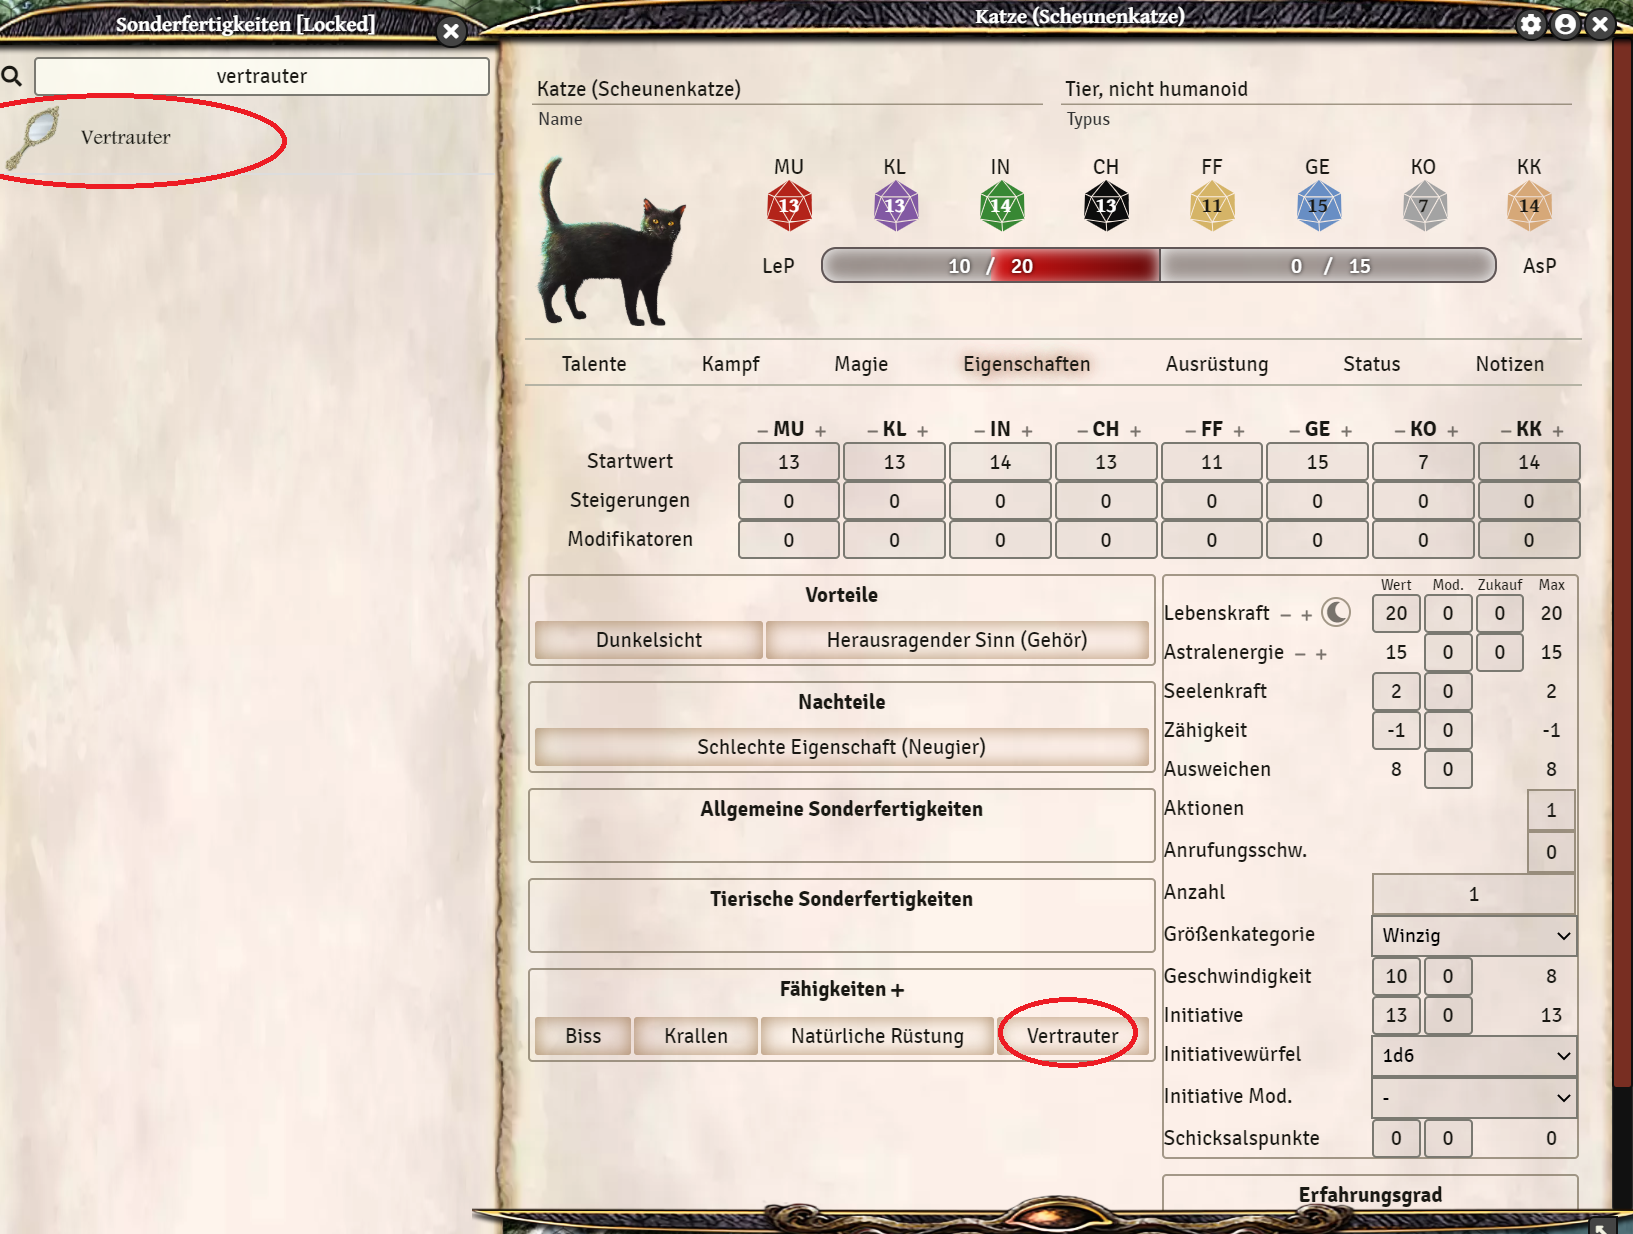 Sonderfertigkeiten [Locked]
vertrauter
Vertrauter
Katze (Scheunenkatze)
Katze (Scheunenkatze)
Name
Tier, nicht humanoid
Typus
MU KL IN CH FF GE KO KK
13 13 14 13 11 15 7 14
LeP 10 / 20 0 / 15 AsP
Talente Kampf Magie Eigenschaften Ausrüstung Status Notizen
– MU + – KL + – IN + – CH + – FF + – GE + – KO + – KK +
Startwert 13 13 14 13 11 15 7 14
Steigerungen 0 0 0 0 0 0 0 0
Modifikatoren 0 0 0 0 0 0 0 0
Vorteile
Dunkelsicht Herausragender Sinn (Gehör)
Nachteile
Schlechte Eigenschaft (Neugier)
Allgemeine Sonderfertigkeiten
Tierische Sonderfertigkeiten
Fähigkeiten +
Biss Krallen Natürliche Rüstung Vertrauter
Wert Mod. Zukauf Max
Lebenskraft – + 20 0 0 20
Astralenergie – + 15 0 0 15
Seelenkraft 2 0 2
Zähigkeit -1 0 -1
Ausweichen 8 0 8
Aktionen 1
Anrufungsschw. 0
Anzahl 1
Größenkategorie Winzig
Geschwindigkeit 10 0 8
Initiative 13 0 13
Initiativewürfel 1d6
Initiative Mod. -
Schicksalspunkte 0 0 0
Erfahrungsgrad